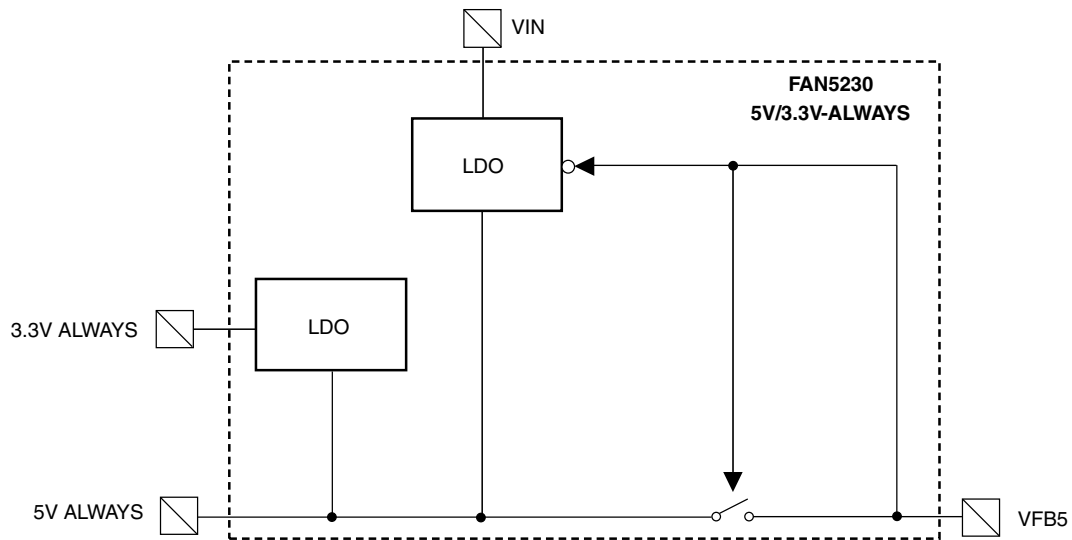 VIN
FAN5230
5V/3.3V-ALWAYS
LDO
LDO
3.3V ALWAYS
5V ALWAYS
VFB5